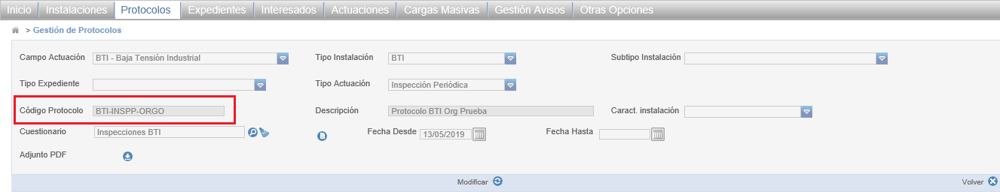 Inicio Instalaciones Protocolos Expedientes Interesados Actuaciones Cargas Masivas Gestión Avisos Otras Opciones
> Gestión de Protocolos
Campo Actuación BTI - Baja Tensión Industrial Tipo Instalación BTI Subtipo Instalación
Tipo Expediente Tipo Actuación Inspección Periódica
Código Protocolo BTI-INSPP-ORGO Descripción Protocolo BTI Org Prueba Caract. instalación
Cuestionario Inspecciones BTI Fecha Desde 13/05/2019 Fecha Hasta
Adjunto PDF
Modificar Volver